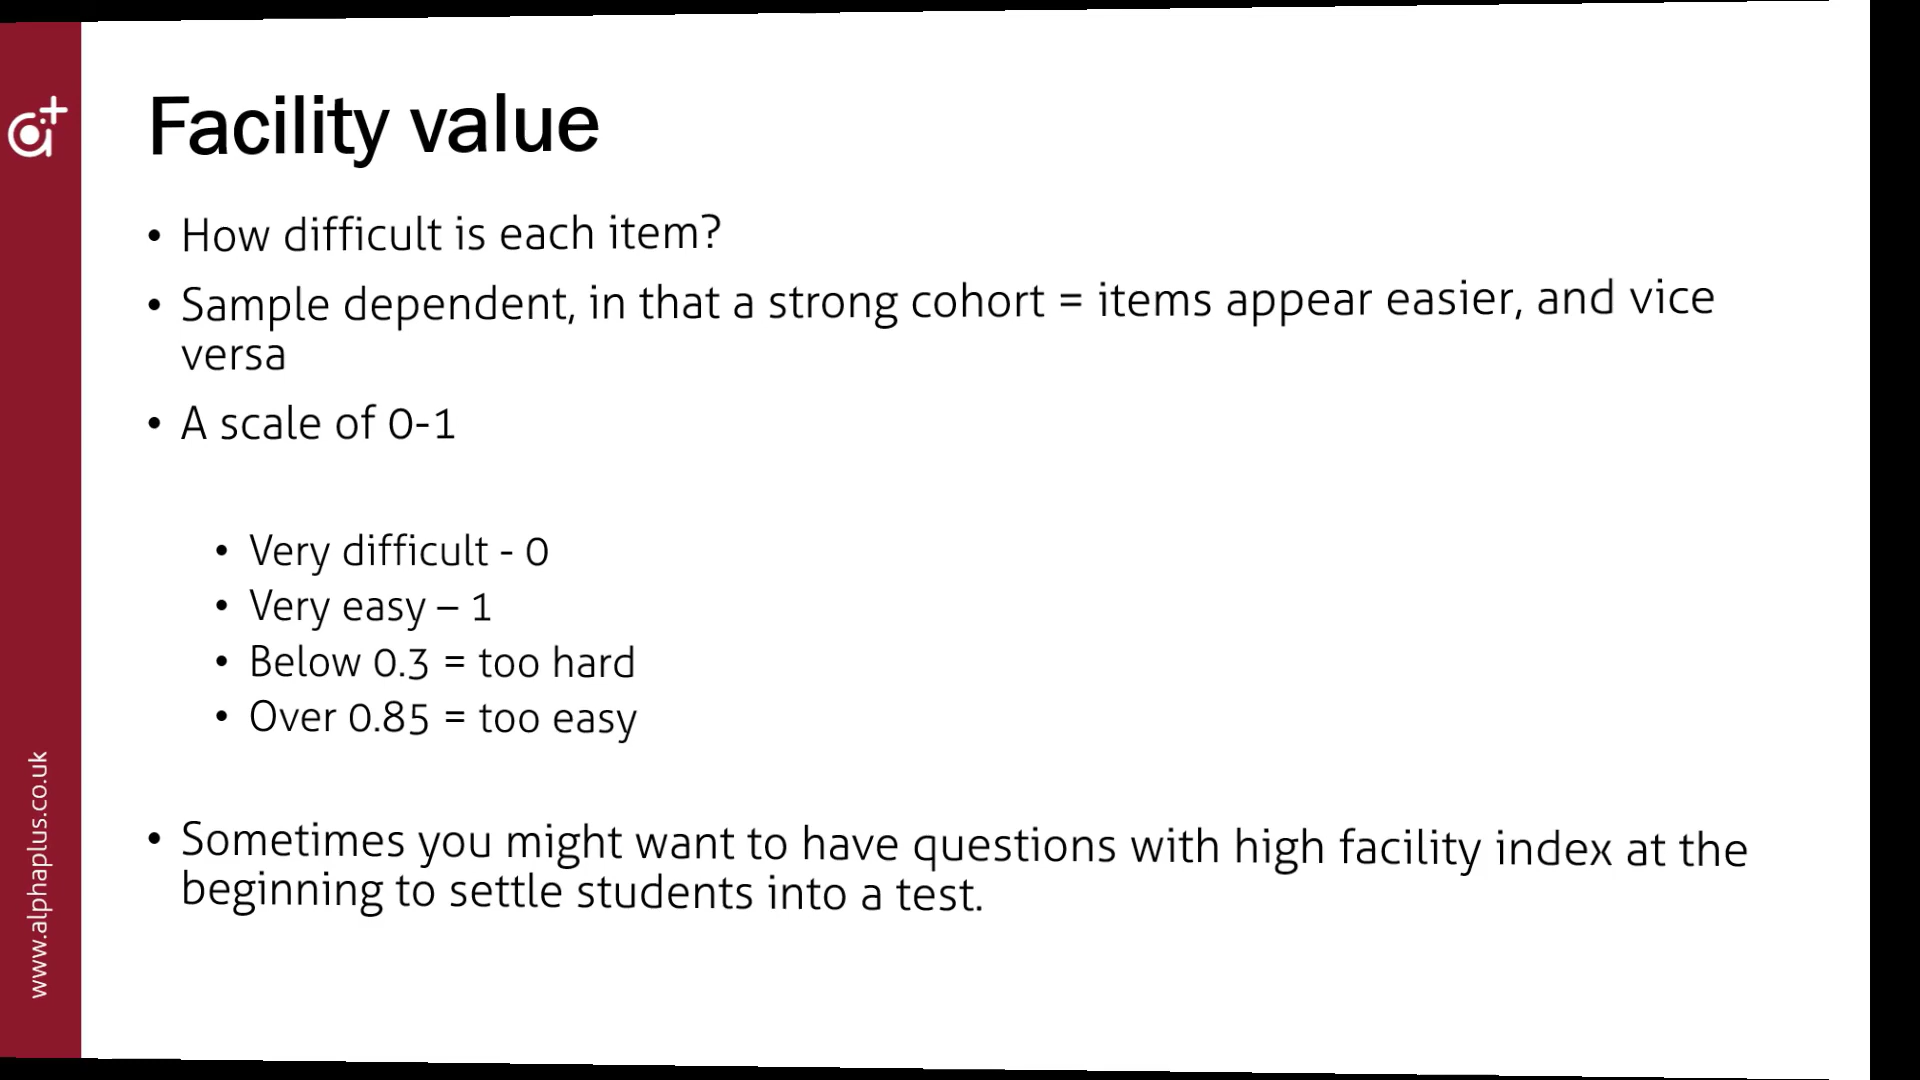 Facility value
• How difficult is each item?
• Sample dependent, in that a strong cohort = items appear easier, and vice
versa
• A scale of 0-1
• Very difficult - 0
• Very easy – 1
• Below 0.3 = too hard
• Over 0.85 = too easy
• Sometimes you might want to have questions with high facility index at the
beginning to settle students into a test.
www.alphaplus.co.uk